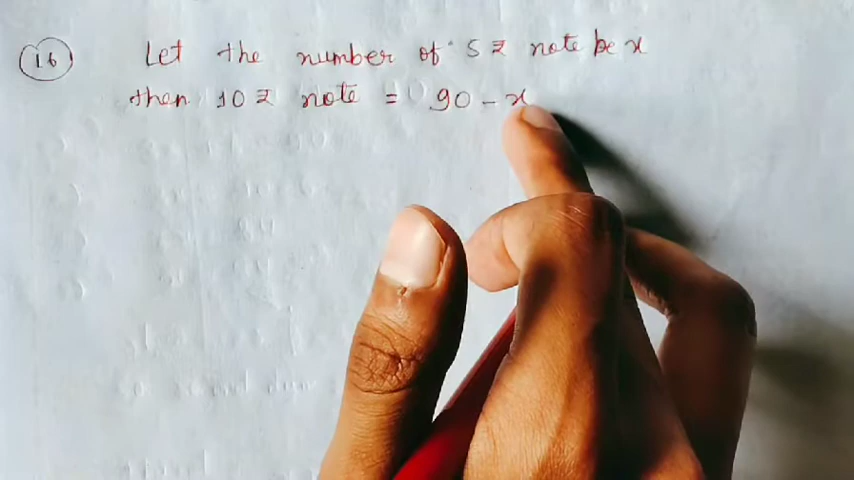 16 Let the number of 5 ₹ note be x
then 10 ₹ note = 90 - x